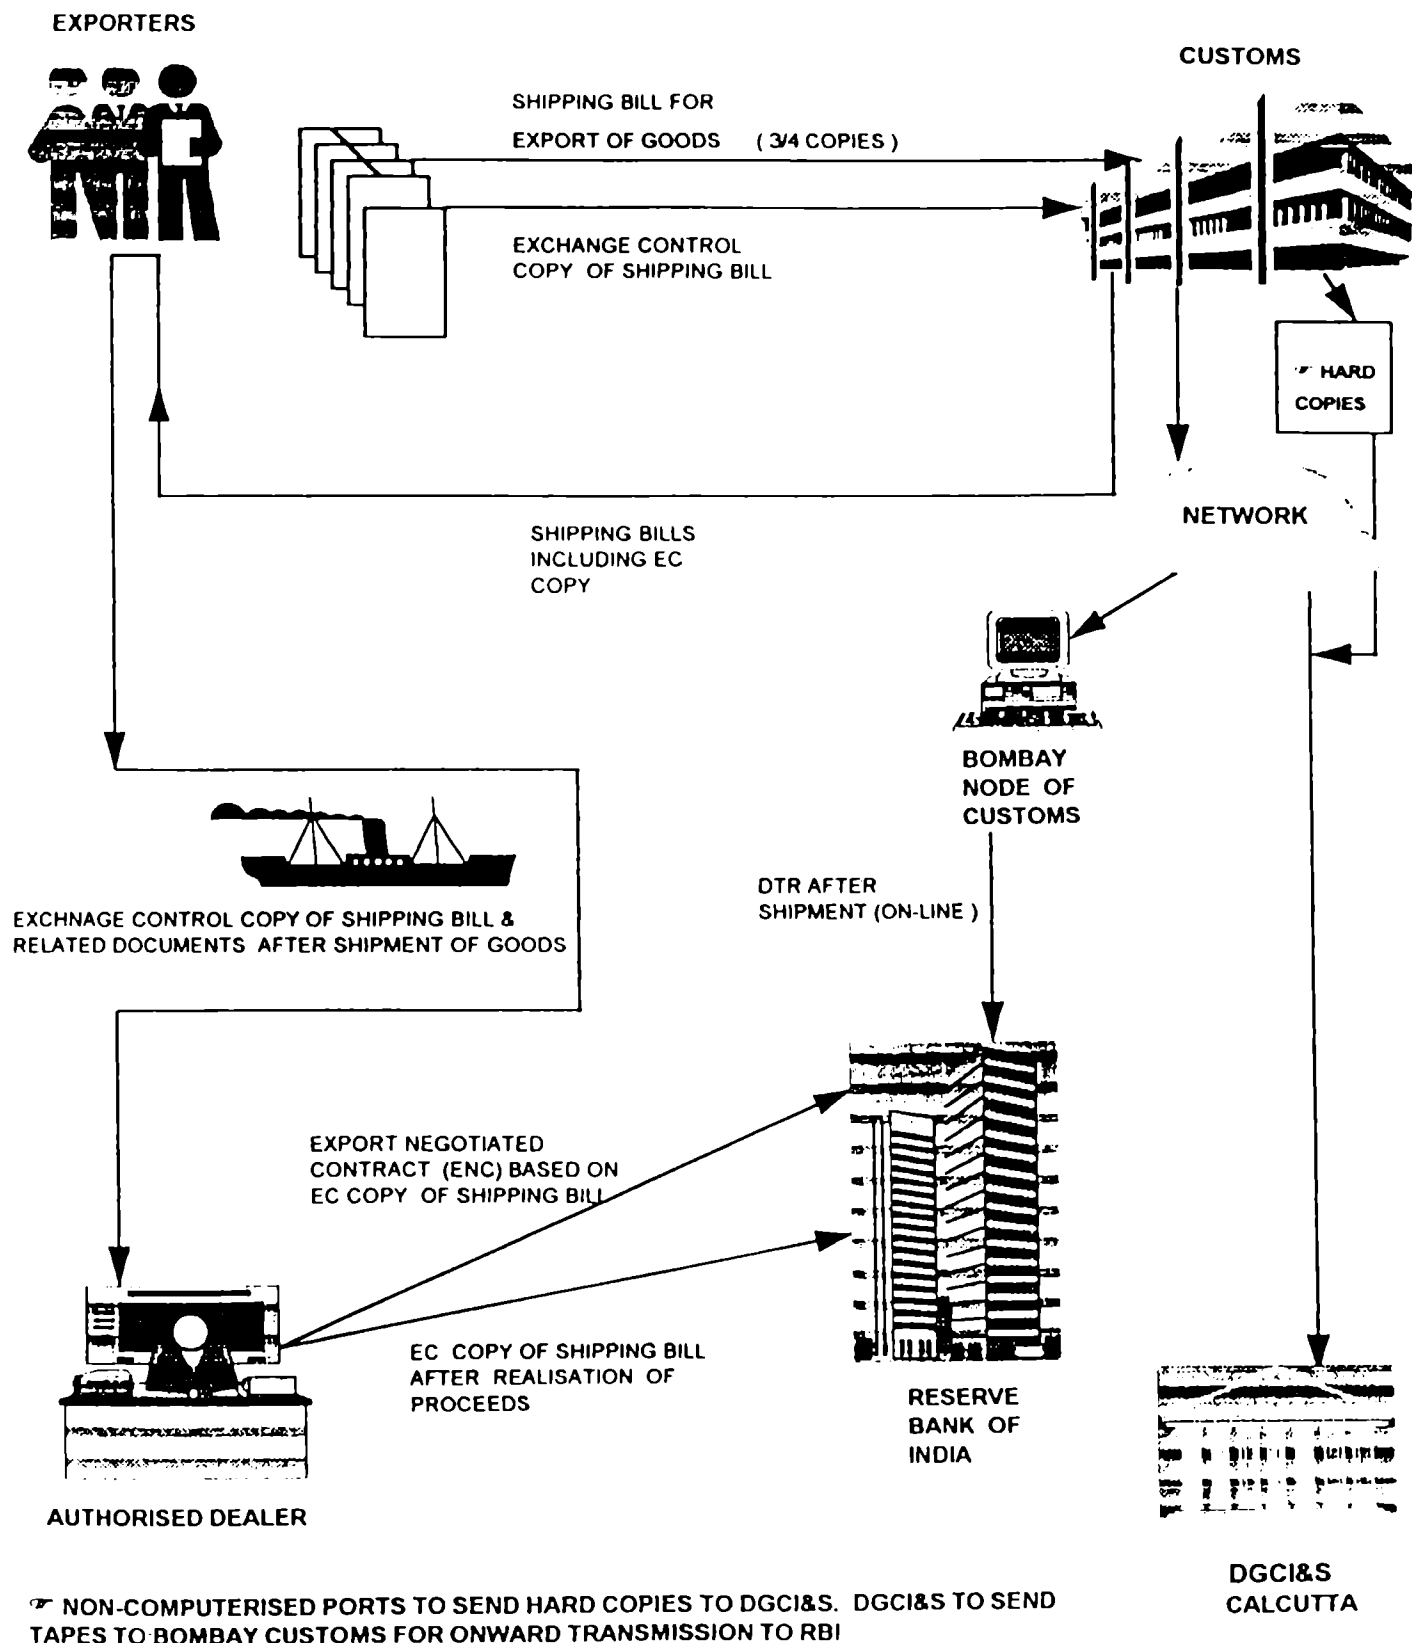 EXPORTERS
CUSTOMS
SHIPPING BILL FOR
EXPORT OF GOODS ( 3/4 COPIES )
EXCHANGE CONTROL
COPY OF SHIPPING BILL
☞ HARD
COPIES
NETWORK
SHIPPING BILLS
INCLUDING EC
COPY
BOMBAY
NODE OF
CUSTOMS
DTR AFTER
SHIPMENT (ON-LINE )
EXCHNAGE CONTROL COPY OF SHIPPING BILL &
RELATED DOCUMENTS AFTER SHIPMENT OF GOODS
EXPORT NEGOTIATED
CONTRACT (ENC) BASED ON
EC COPY OF SHIPPING BILL
EC COPY OF SHIPPING BILL
AFTER REALISATION OF
PROCEEDS
RESERVE
BANK OF
INDIA
AUTHORISED DEALER
DGCI&S
CALCUTTA
☞ NON-COMPUTERISED PORTS TO SEND HARD COPIES TO DGCI&S. DGCI&S TO SEND
TAPES TO BOMBAY CUSTOMS FOR ONWARD TRANSMISSION TO RBI